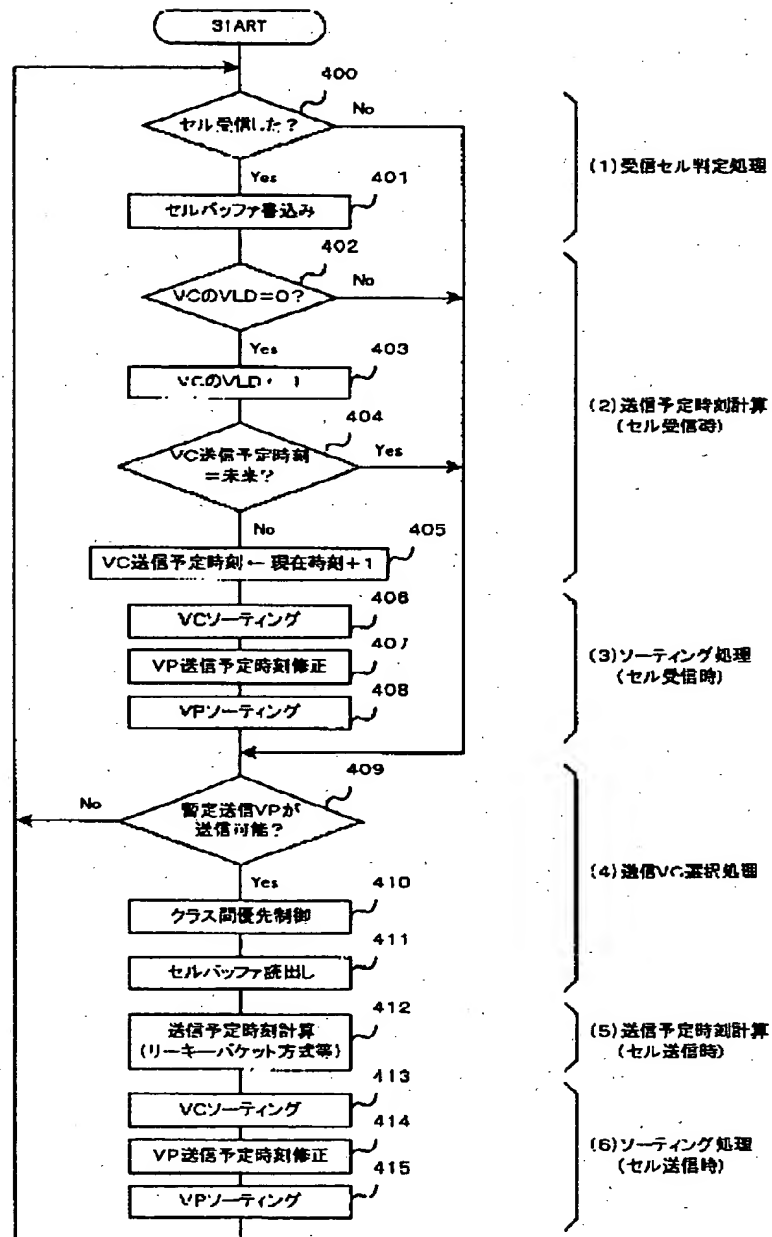 START
400
セル受信した？
No
Yes
401
セルバッファ書込み
402
VCのVLD=0？
No
Yes
403
VCのVLD← 1
404
VC送信予定時刻
=未来？
Yes
No
405
VC送信予定時刻←現在時刻+1
406
VCソーティング
407
VP送信予定時刻修正
408
VPソーティング
409
暫定送信VPが
送信可能？
No
Yes
410
クラス間優先制御
411
セルバッファ読出し
412
送信予定時刻計算
(リーキーバケット方式等)
413
VCソーティング
414
VP送信予定時刻修正
415
VPソーティング
(1)受信セル判定処理
(2)送信予定時刻計算
(セル受信時)
(3)ソーティング処理
(セル受信時)
(4)送信VC選択処理
(5)送信予定時刻計算
(セル送信時)
(6)ソーティング処理
(セル送信時)